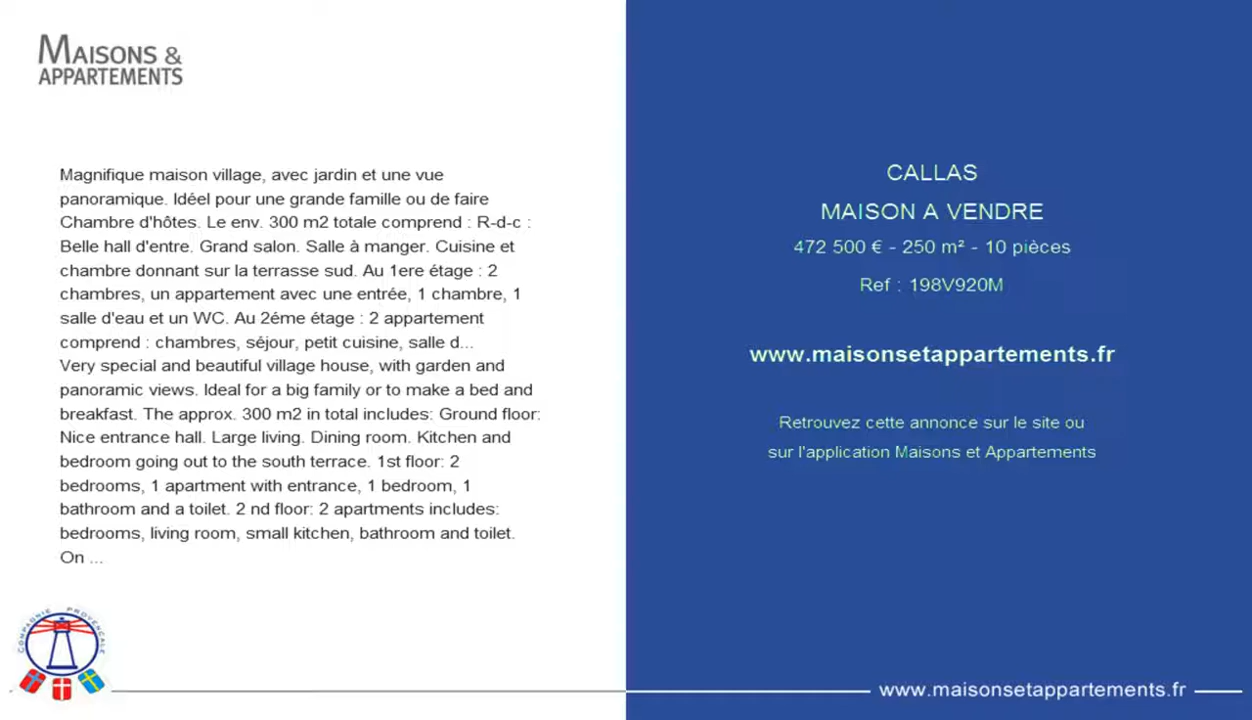 MAISONS &
APPARTEMENTS
Magnifique maison village, avec jardin et une vue
panoramique. Idéel pour une grande famille ou de faire
Chambre d'hôtes. Le env. 300 m2 totale comprend : R-d-c :
Belle hall d'entre. Grand salon. Salle à manger. Cuisine et
chambre donnant sur la terrasse sud. Au 1ere étage : 2
chambres, un appartement avec une entrée, 1 chambre, 1
salle d'eau et un WC. Au 2éme étage : 2 appartement
comprend : chambres, séjour, petit cuisine, salle d...
Very special and beautiful village house, with garden and
panoramic views. Ideal for a big family or to make a bed and
breakfast. The approx. 300 m2 in total includes: Ground floor:
Nice entrance hall. Large living. Dining room. Kitchen and
bedroom going out to the south terrace. 1st floor: 2
bedrooms, 1 apartment with entrance, 1 bedroom, 1
bathroom and a toilet. 2 nd floor: 2 apartments includes:
bedrooms, living room, small kitchen, bathroom and toilet.
On ...
COMPAGNIE PROVENÇALE
CALLAS
MAISON A VENDRE
472 500 € - 250 m² - 10 pièces
Ref : 198V920M
www.maisonsetappartements.fr
Retrouvez cette annonce sur le site ou
sur l'application Maisons et Appartements
www.maisonsetappartements.fr